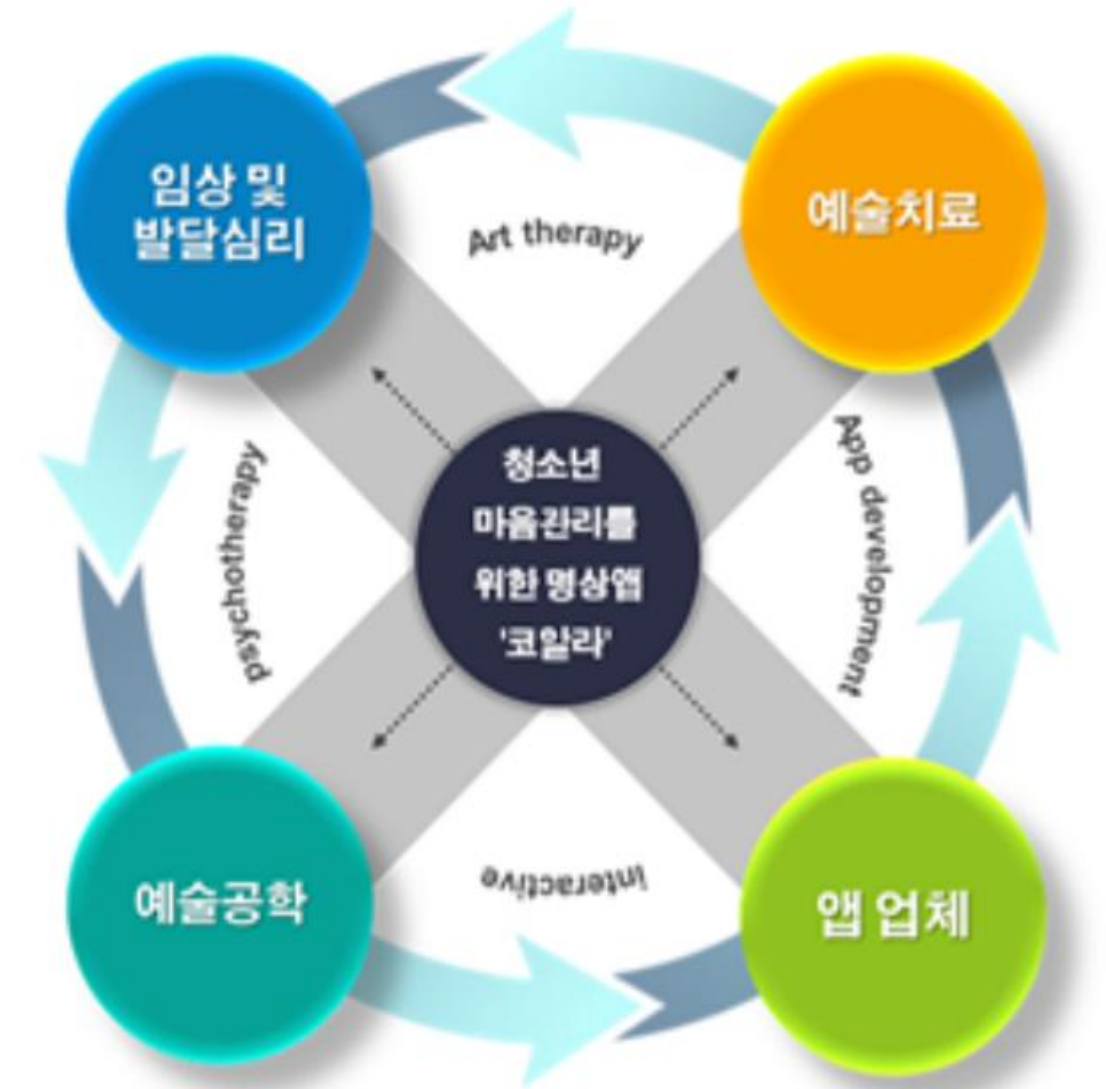 임상 및
발달심리
Art therapy
예술치료
psychotherapy
청소년
마음관리를
위한 명상앱
'코알라'
App development
예술공학
interactive
앱 업체